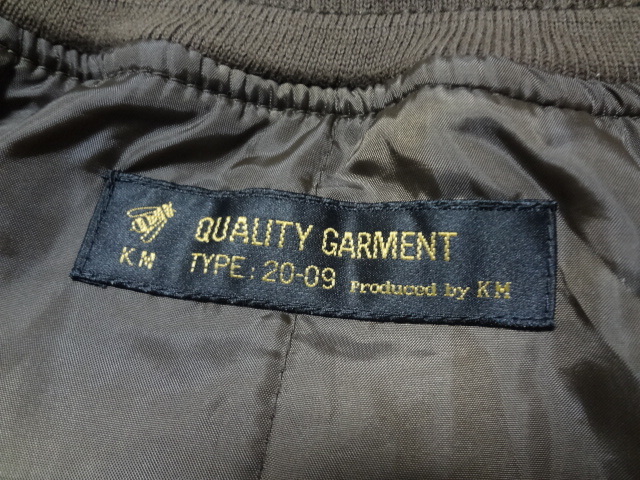 QUALITY GARMENT
KM TYPE: 20-09 Produced by KM